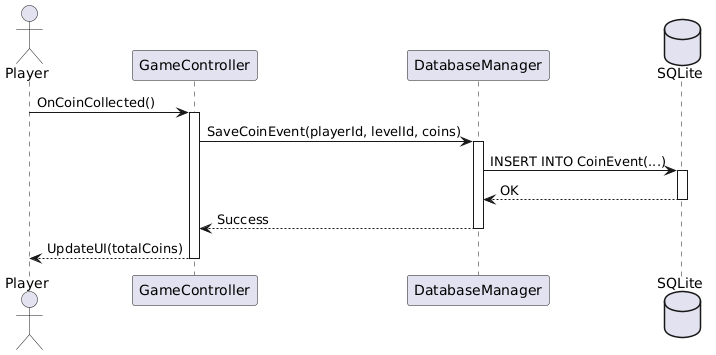 Player
GameController
DatabaseManager
SQLite
OnCoinCollected()
SaveCoinEvent(playerId, levelId, coins)
INSERT INTO CoinEvent(...)
OK
Success
UpdateUI(totalCoins)
Player
GameController
DatabaseManager
SQLite